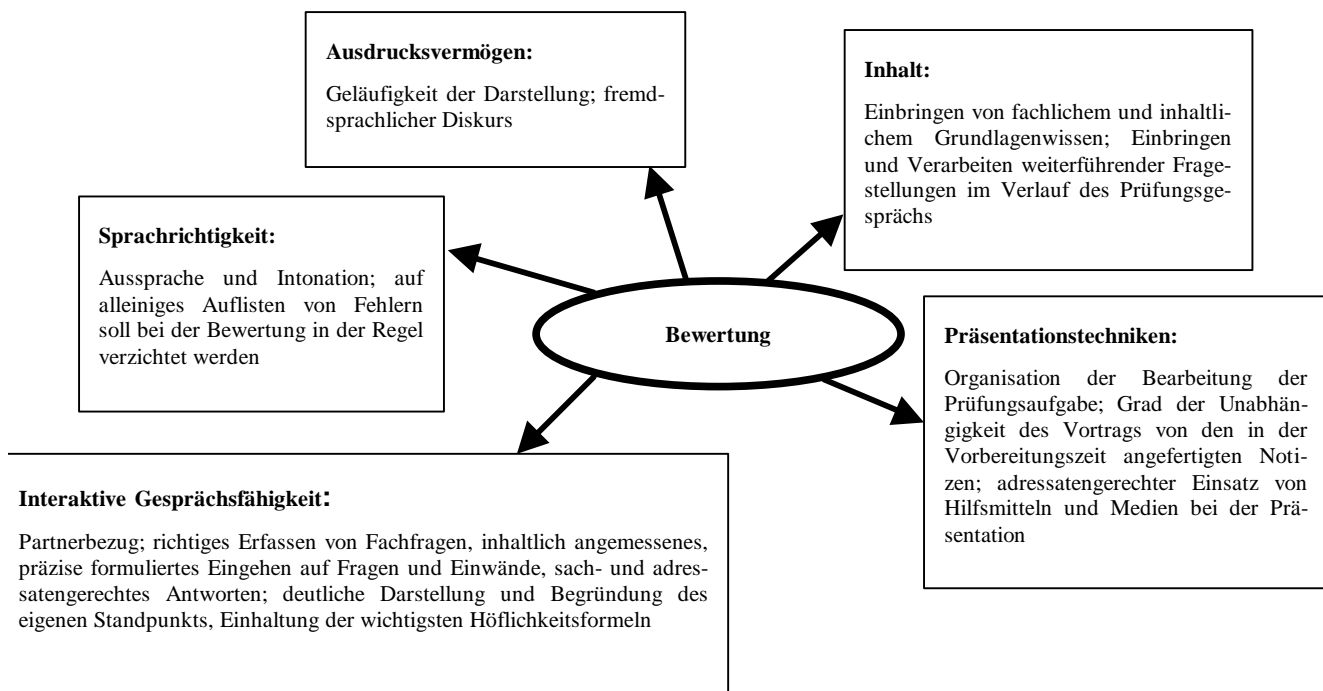 Ausdrucksvermögen:
Geläufigkeit der Darstellung; fremd-
sprachlicher Diskurs
Inhalt:
Einbringen von fachlichem und inhaltli-
chem Grundlagenwissen; Einbringen
und Verarbeiten weiterführender Frage-
stellungen im Verlauf des Prüfungsge-
sprächs
Sprachrichtigkeit:
Aussprache und Intonation; auf
alleiniges Auflisten von Fehlern
soll bei der Bewertung in der Regel
verzichtet werden
Bewertung
Präsentationstechniken:
Organisation der Bearbeitung der
Prüfungsaufgabe; Grad der Unabhän-
gigkeit des Vortrags von den in der
Vorbereitungszeit angefertigten Noti-
zen; adressatengerechter Einsatz von
Hilfsmitteln und Medien bei der Prä-
sentation
Interaktive Gesprächsfähigkeit:
Partnerbezug; richtiges Erfassen von Fachfragen, inhaltlich angemessenes,
präzise formuliertes Eingehen auf Fragen und Einwände, sach- und adres-
satengerechtes Antworten; deutliche Darstellung und Begründung des
eigenen Standpunkts, Einhaltung der wichtigsten Höflichkeitsformeln